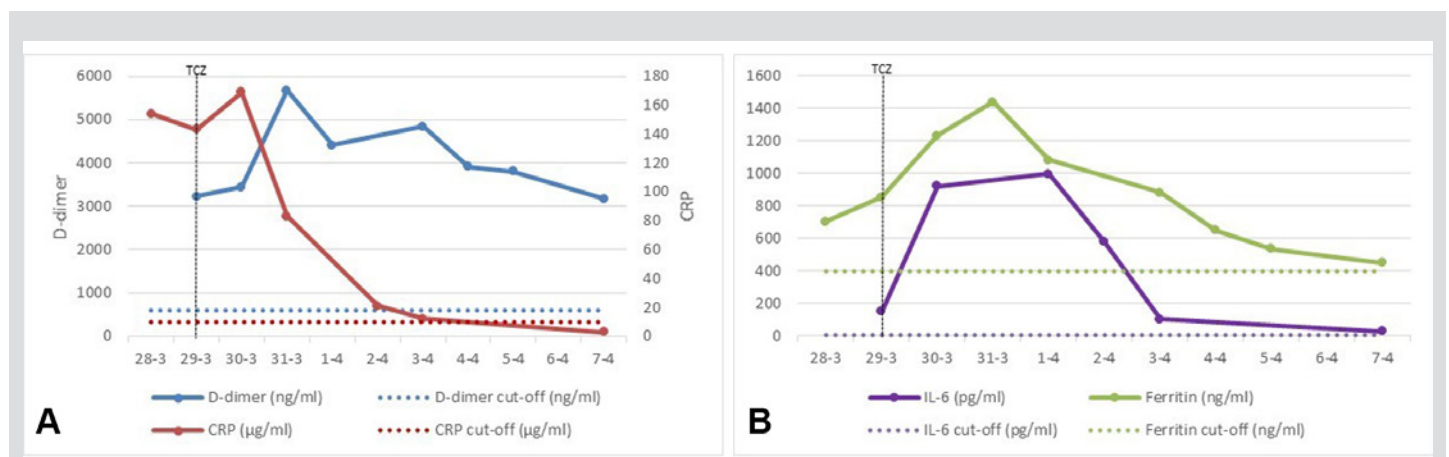 TCZ
6000
5000
4000
3000
2000
1000
0
D-dimer
180
160
140
120
100
80
60
40
20
0
CRP
28-3 29-3 30-3 31-3 1-4 2-4 3-4 4-4 5-4 6-4 7-4
D-dimer (ng/ml) D-dimer cut-off (ng/ml)
CRP (µg/ml) CRP cut-off (µg/ml)
A
TCZ
1600
1400
1200
1000
800
600
400
200
0
28-3 29-3 30-3 31-3 1-4 2-4 3-4 4-4 5-4 6-4 7-4
IL-6 (pg/ml) Ferritin (ng/ml)
IL-6 cut-off (pg/ml) Ferritin cut-off (ng/ml)
B